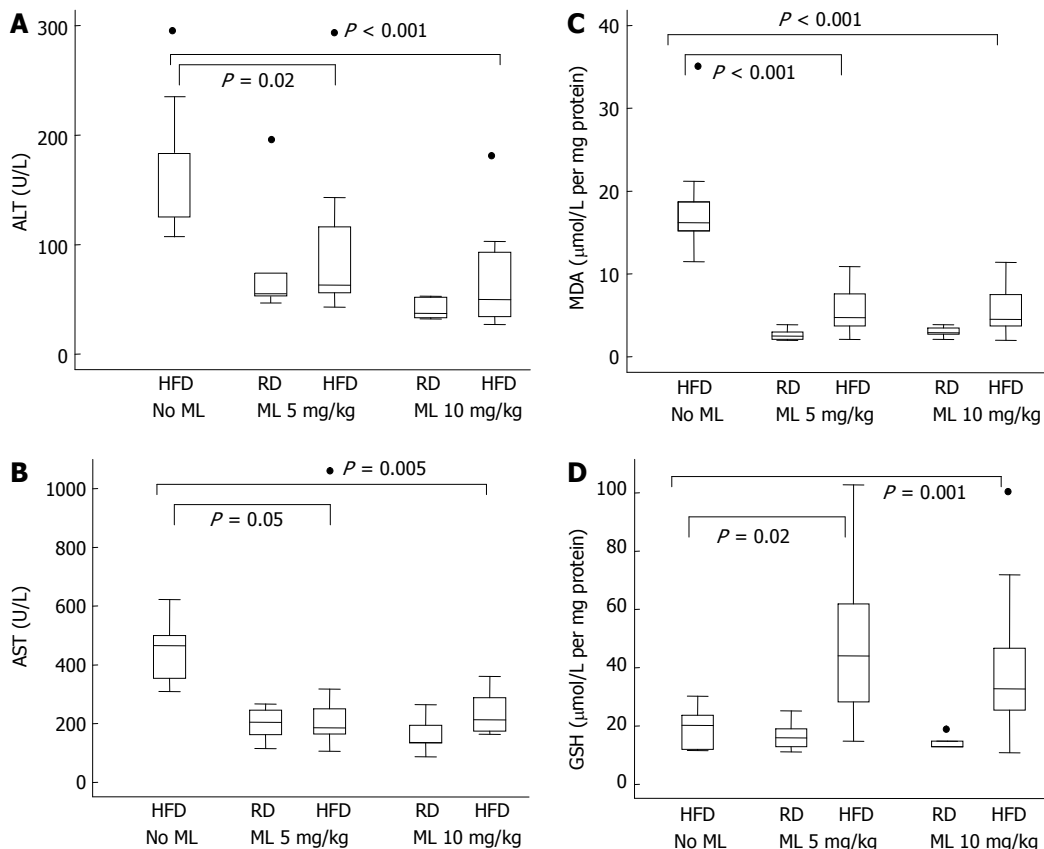 A
300
200
100
0
ALT (U/L)
P < 0.001
P = 0.02
HFD RD HFD RD HFD
No ML ML 5 mg/kg ML 10 mg/kg
C
40
30
20
10
0
MDA (μmol/L per mg protein)
P < 0.001
P < 0.001
HFD RD HFD RD HFD
No ML ML 5 mg/kg ML 10 mg/kg
B
1000
800
600
400
200
0
AST (U/L)
P = 0.005
P = 0.05
HFD RD HFD RD HFD
No ML ML 5 mg/kg ML 10 mg/kg
D
100
80
60
40
20
0
GSH (μmol/L per mg protein)
P = 0.001
P = 0.02
HFD RD HFD RD HFD
No ML ML 5 mg/kg ML 10 mg/kg